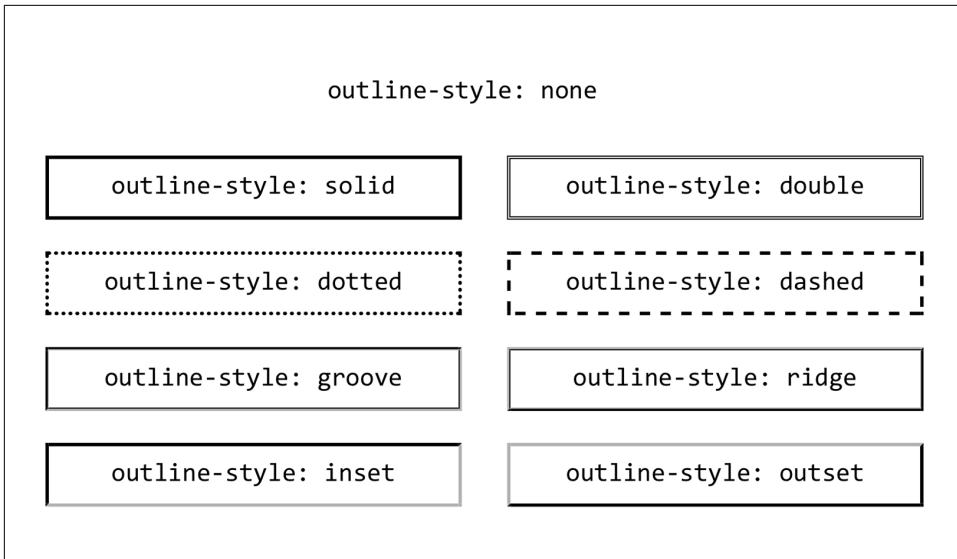 outline-style: none
outline-style: solid
outline-style: double
outline-style: dotted
outline-style: dashed
outline-style: groove
outline-style: ridge
outline-style: inset
outline-style: outset